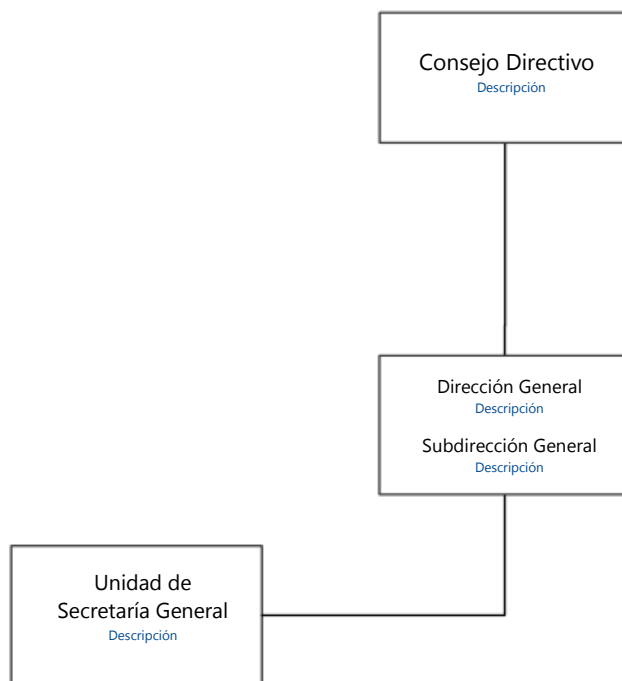 Consejo Directivo
Descripción
Dirección General
Descripción
Subdirección General
Descripción
Unidad de
Secretaría General
Descripción